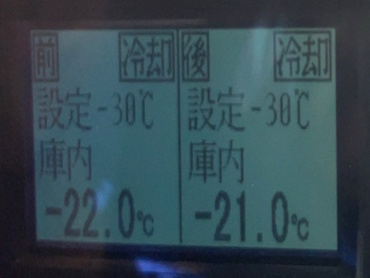 前 冷却
設定-30℃
庫内
-22.0℃
後 冷却
設定-30℃
庫内
-21.0℃